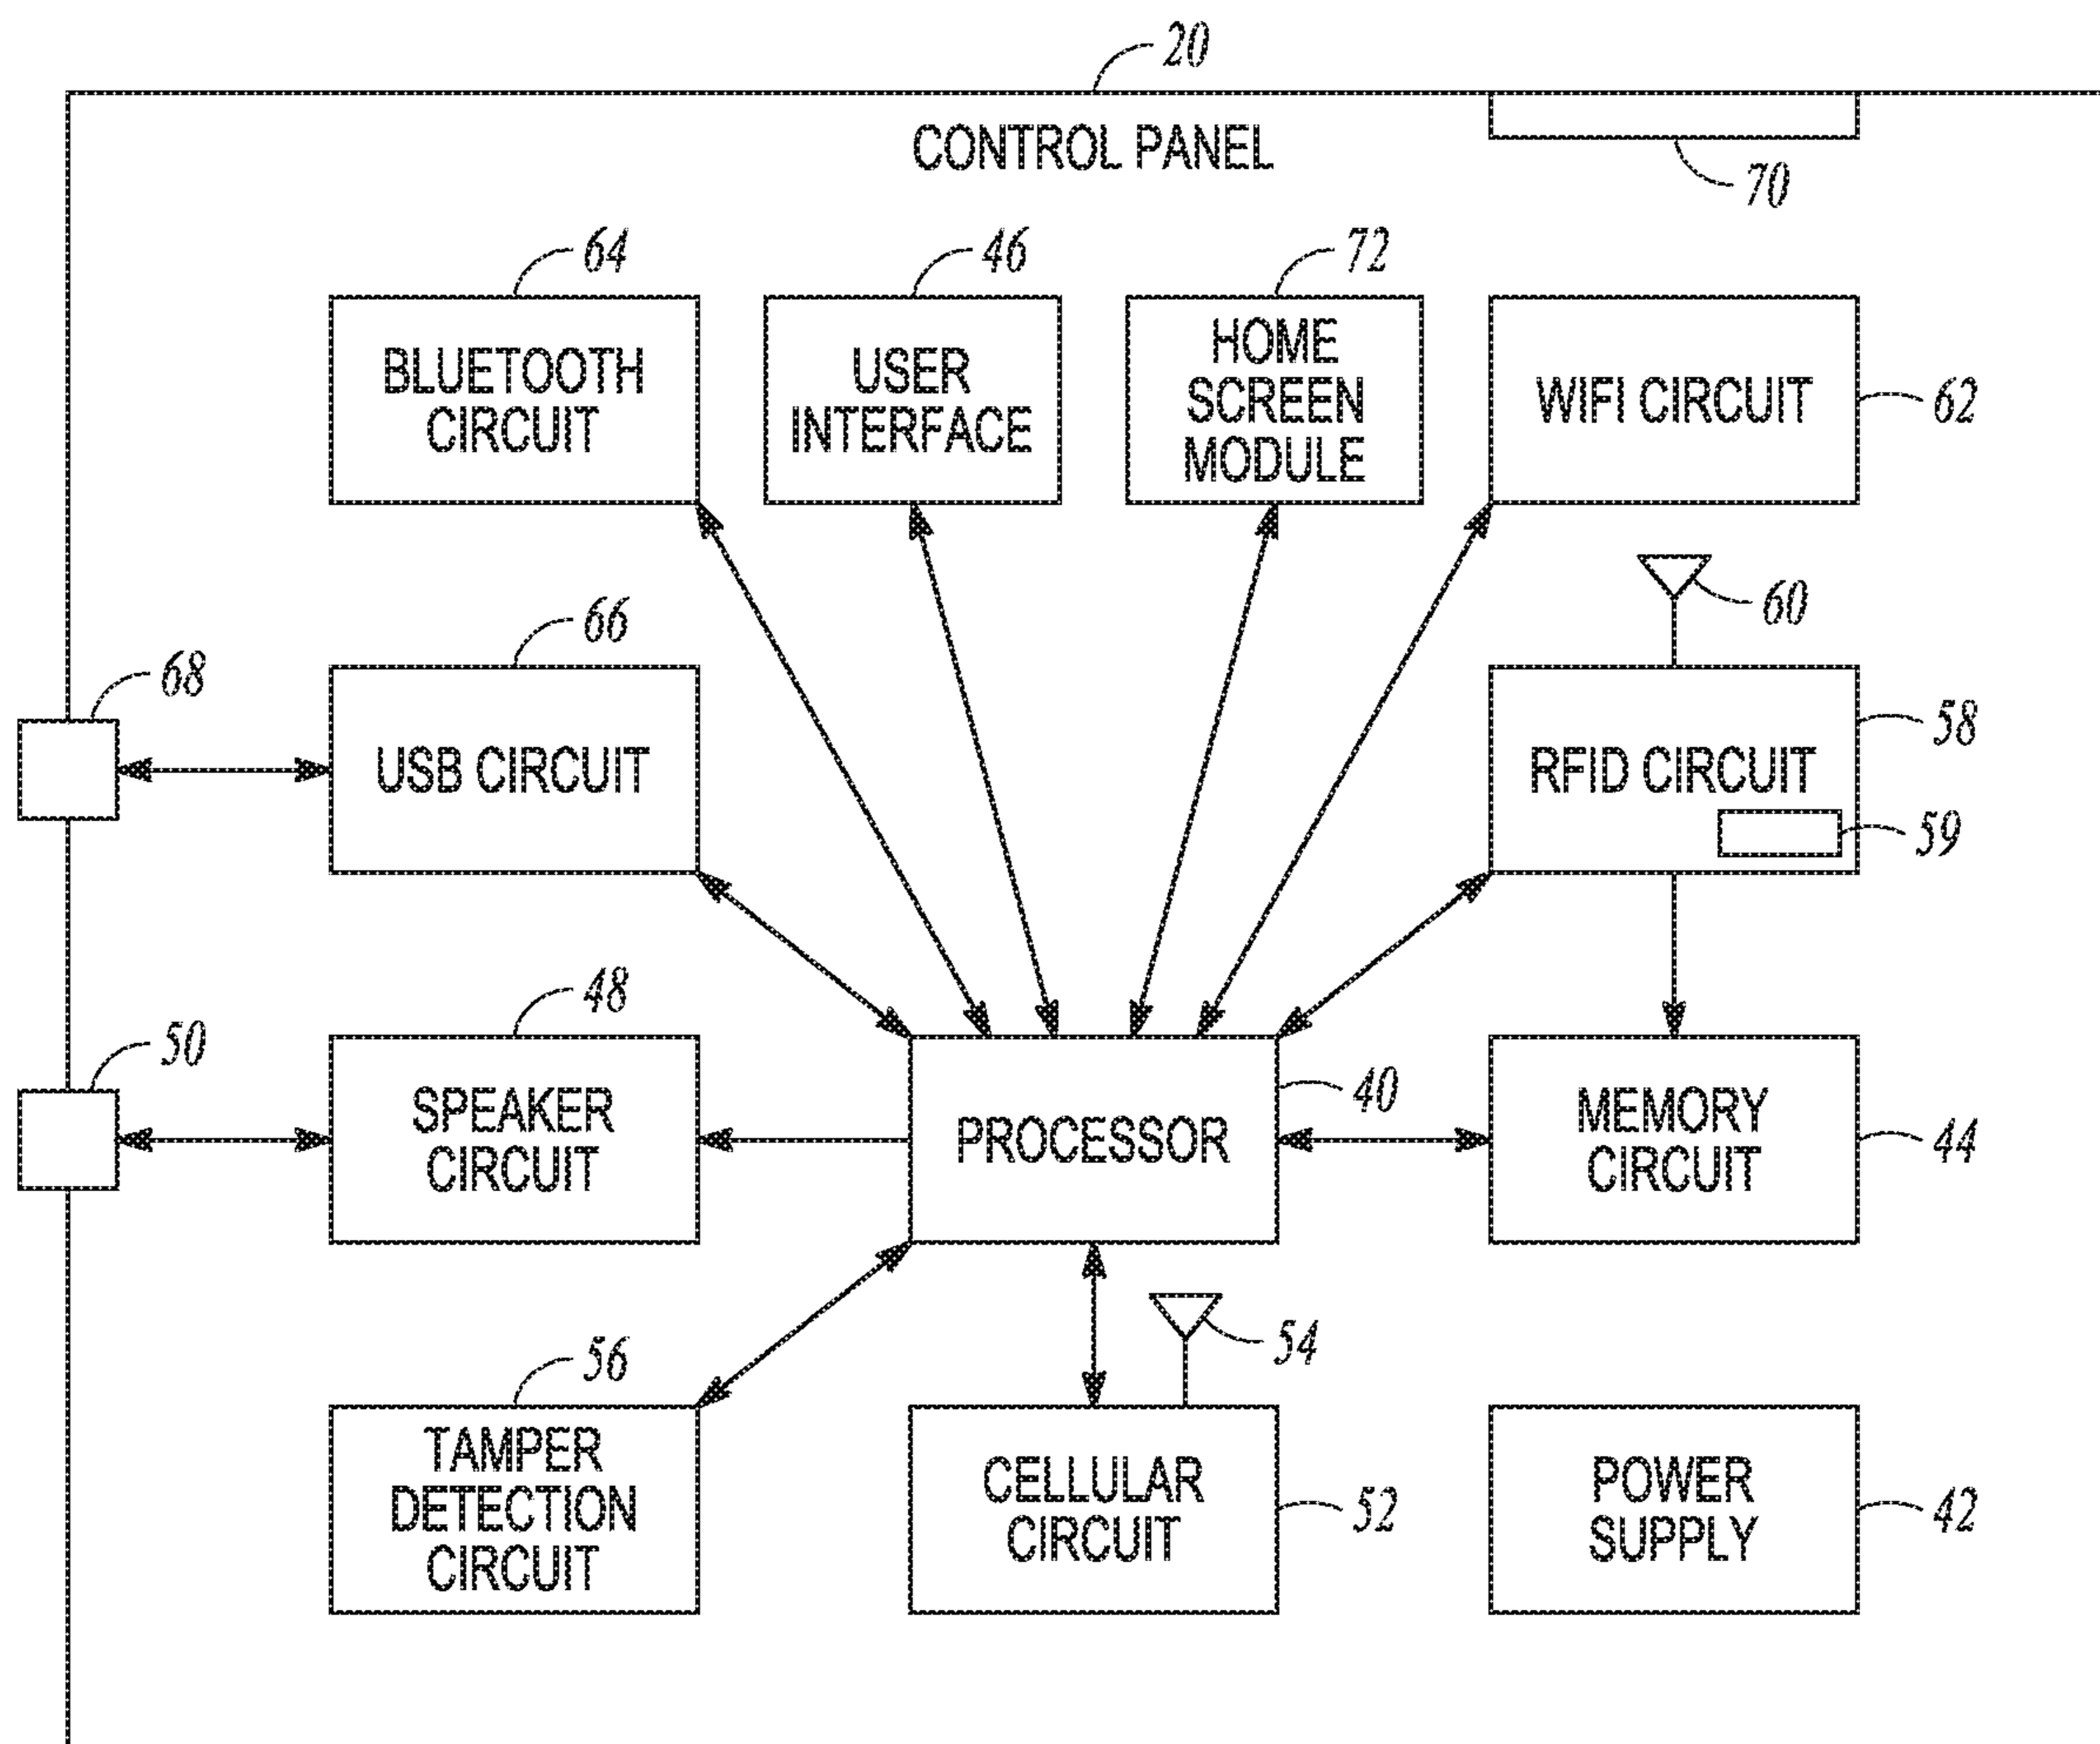 20
CONTROL PANEL
70
64
46
72
BLUETOOTH
CIRCUIT
USER
INTERFACE
HOME
SCREEN
MODULE
WIFI CIRCUIT
62
60
66
68
USB CIRCUIT
58
RFID CIRCUIT
59
48
50
SPEAKER
CIRCUIT
PROCESSOR
40
MEMORY
CIRCUIT
44
56
54
TAMPER
DETECTION
CIRCUIT
CELLULAR
CIRCUIT
52
POWER
SUPPLY
42